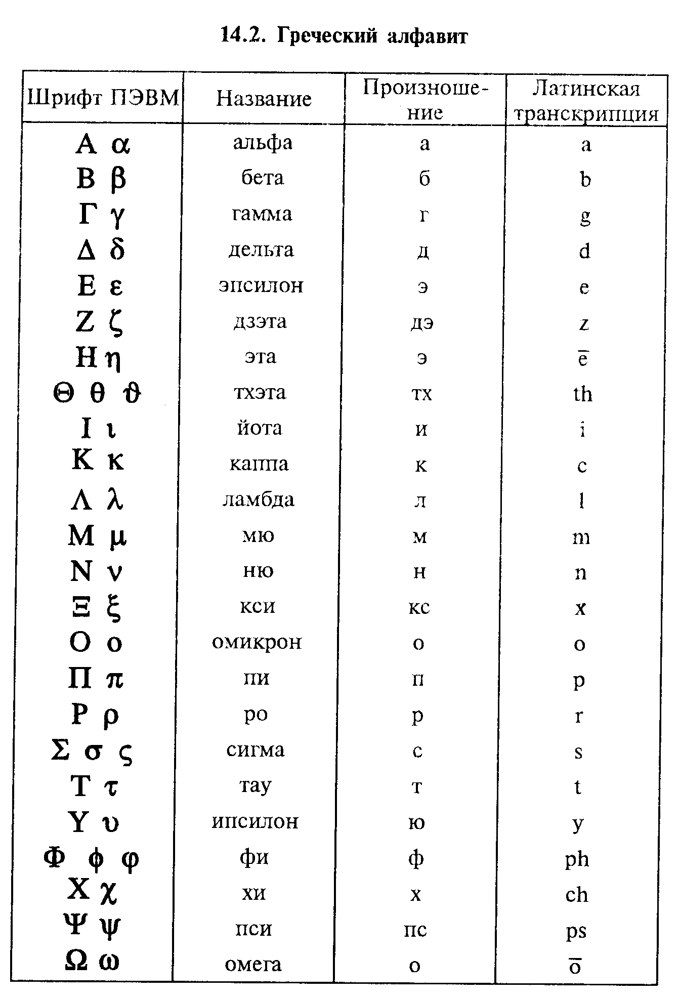 14.2. Греческий алфавит
Шрифт ПЭВМ Название Произноше- Латинская
ние транскрипция
Α α альфа а a
Β β бета б b
Γ γ гамма г g
Δ δ дельта д d
Ε ε эпсилон э e
Ζ ζ дзэта дэ z
Η η эта э ē
Θ θ ϑ тхэта тх th
Ι ι йота и i
Κ κ каппа к c
Λ λ ламбда л l
Μ μ мю м m
Ν ν ню н n
Ξ ξ кси кс x
Ο ο омикрон о o
Π π пи п p
Ρ ρ ро р r
Σ σ ς сигма с s
Τ τ тау т t
Υ υ ипсилон ю y
Φ ϕ φ фи ф ph
Χ χ хи х ch
Ψ ψ пси пс ps
Ω ω омега о ō